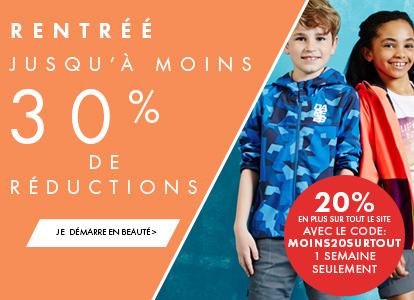 RENTRÉÉ
JUSQU'À MOINS
30%
DE
RÉDUCTIONS
JE DÉMARRE EN BEAUTÉ>
20%
EN PLUS SUR TOUT LE SITE
AVEC LE CODE:
MOINS20SURTOUT
1 SEMAINE
SEULEMENT